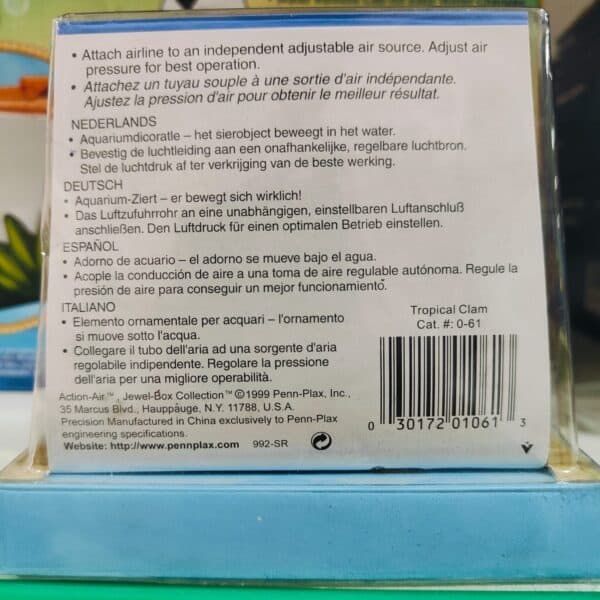 • Attach airline to an independent adjustable air source. Adjust air
pressure for best operation.
• Attachez un tuyau souple à une sortie d'air indépendante.
Ajustez la pression d'air pour obtenir le meilleur résultat.
NEDERLANDS
• Aquariumdicoratle – het sierobject beweegt in het water.
• Bevestig de luchtleiding aan een onafhankelijke, regelbare luchtbron.
Stel de luchtdruk af ter verkrijging van de beste werking.
DEUTSCH
• Aquarium-Ziert – er bewegt sich wirklich!
• Das Luftzufuhrrohr an eine unabhängigen, einstellbaren Luftanschluß
anschließen. Den Luftdruck für einen optimalen Betrieb einstellen.
ESPAÑOL
• Adorno de acuario – el adorno se mueve bajo el agua.
• Acople la conducción de aire a una toma de aire regulable autónoma. Regule la
presión de aire para conseguir un mejor funcionamiento.
ITALIANO
• Elemento ornamentale per acquari – l'ornamento
si muove sotto l'acqua.
• Collegare il tubo dell'aria ad una sorgente d'aria
regolabile indipendente. Regolare la pressione
dell'aria per una migliore operabilità.
Action-Air™, Jewel-Box Collection™ ©1999 Penn-Plax, Inc.,
35 Marcus Blvd., Hauppauge, N.Y. 11788, U.S.A.
Precision Manufactured in China exclusively to Penn-Plax
engineering specifications.
Website: http://www.pennplax.com 992-SR
Tropical Clam
Cat. #: 0-61
0 30172 01061 3